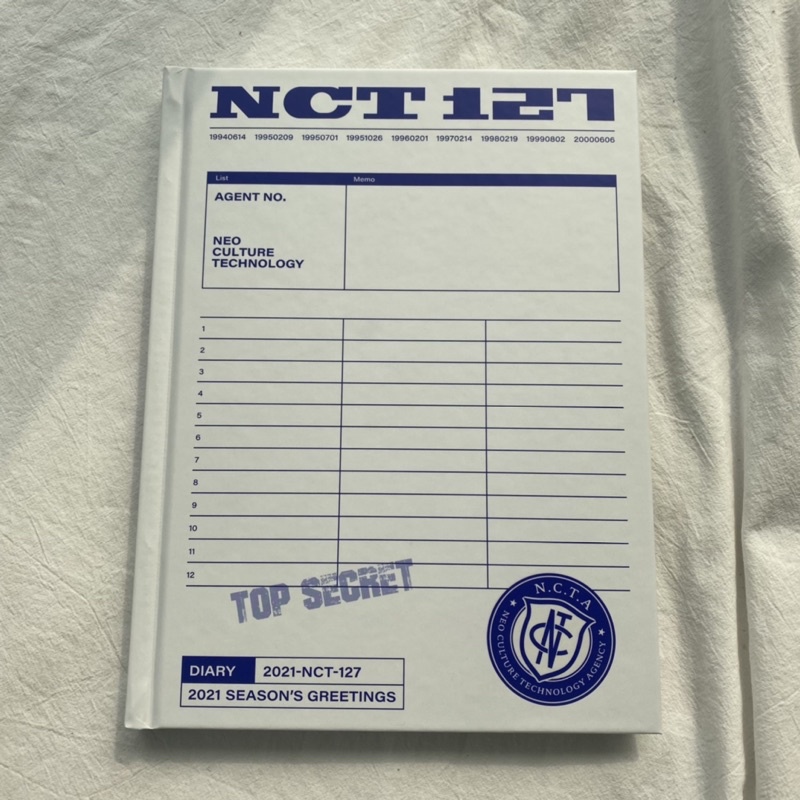 NCT 127
19940614 19950209 19950701 19951026 19960201 19970214 19980219 19990802 20000606
List Memo
AGENT NO.
NEO
CULTURE
TECHNOLOGY
1
2
3
4
5
6
7
8
9
10
11
12
TOP SECRET
N.C.T.A
NCT
NEO CULTURE TECHNOLOGY AGENCY
DIARY 2021-NCT-127
2021 SEASON'S GREETINGS